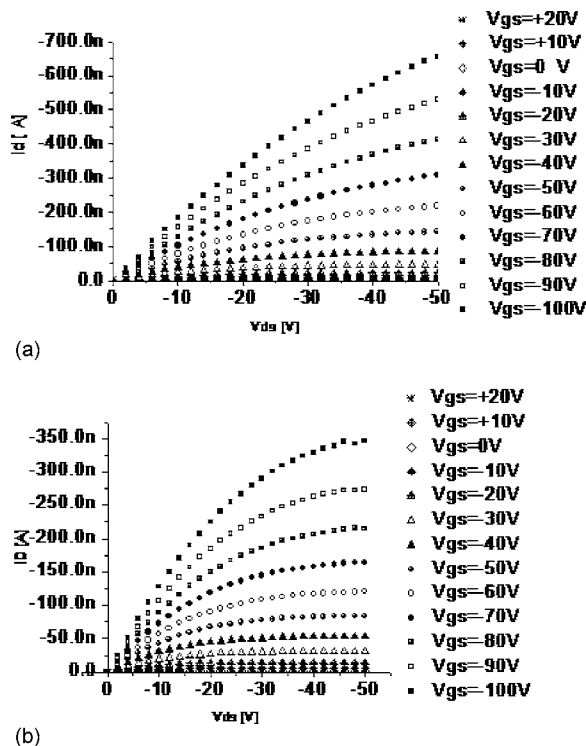 -700.0n
-600.0n
-500.0n
-400.0n
-300.0n
-200.0n
-100.0n
0.0
Id [ A]
0 -10 -20 -30 -40 -50
Vds [V]
Vgs=+20V
Vgs=+10V
Vgs=0 V
Vgs=-10V
Vgs=-20V
Vgs=-30V
Vgs=-40V
Vgs=-50V
Vgs=-60V
Vgs=-70V
Vgs=-80V
Vgs=-90V
Vgs=-100V
(a)
-350.0n
-300.0n
-250.0n
-200.0n
-150.0n
-100.0n
-50.0n
0.0
ID [A]
0 -10 -20 -30 -40 -50
Vds [V]
Vgs=+20V
Vgs=+10V
Vgs=0V
Vgs=-10V
Vgs=-20V
Vgs=-30V
Vgs=-40V
Vgs=-50V
Vgs=-60V
Vgs=-70V
Vgs=-80V
Vgs=-90V
Vgs=-100V
(b)